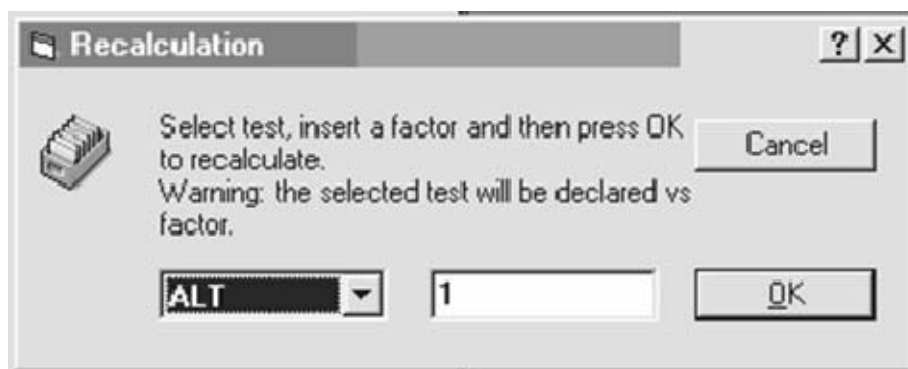 Recalculation
? X
Select test, insert a factor and then press OK
to recalculate.
Warning: the selected test will be declared vs
factor.
Cancel
ALT
1
OK